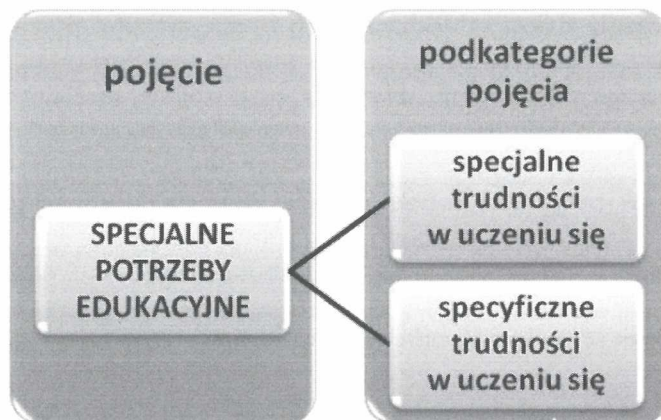 pojęcie
SPECJALNE
POTRZEBY
EDUKACYJNE
podkategorie
pojęcia
specjalne
trudności
w uczeniu się
specyficzne
trudności
w uczeniu się